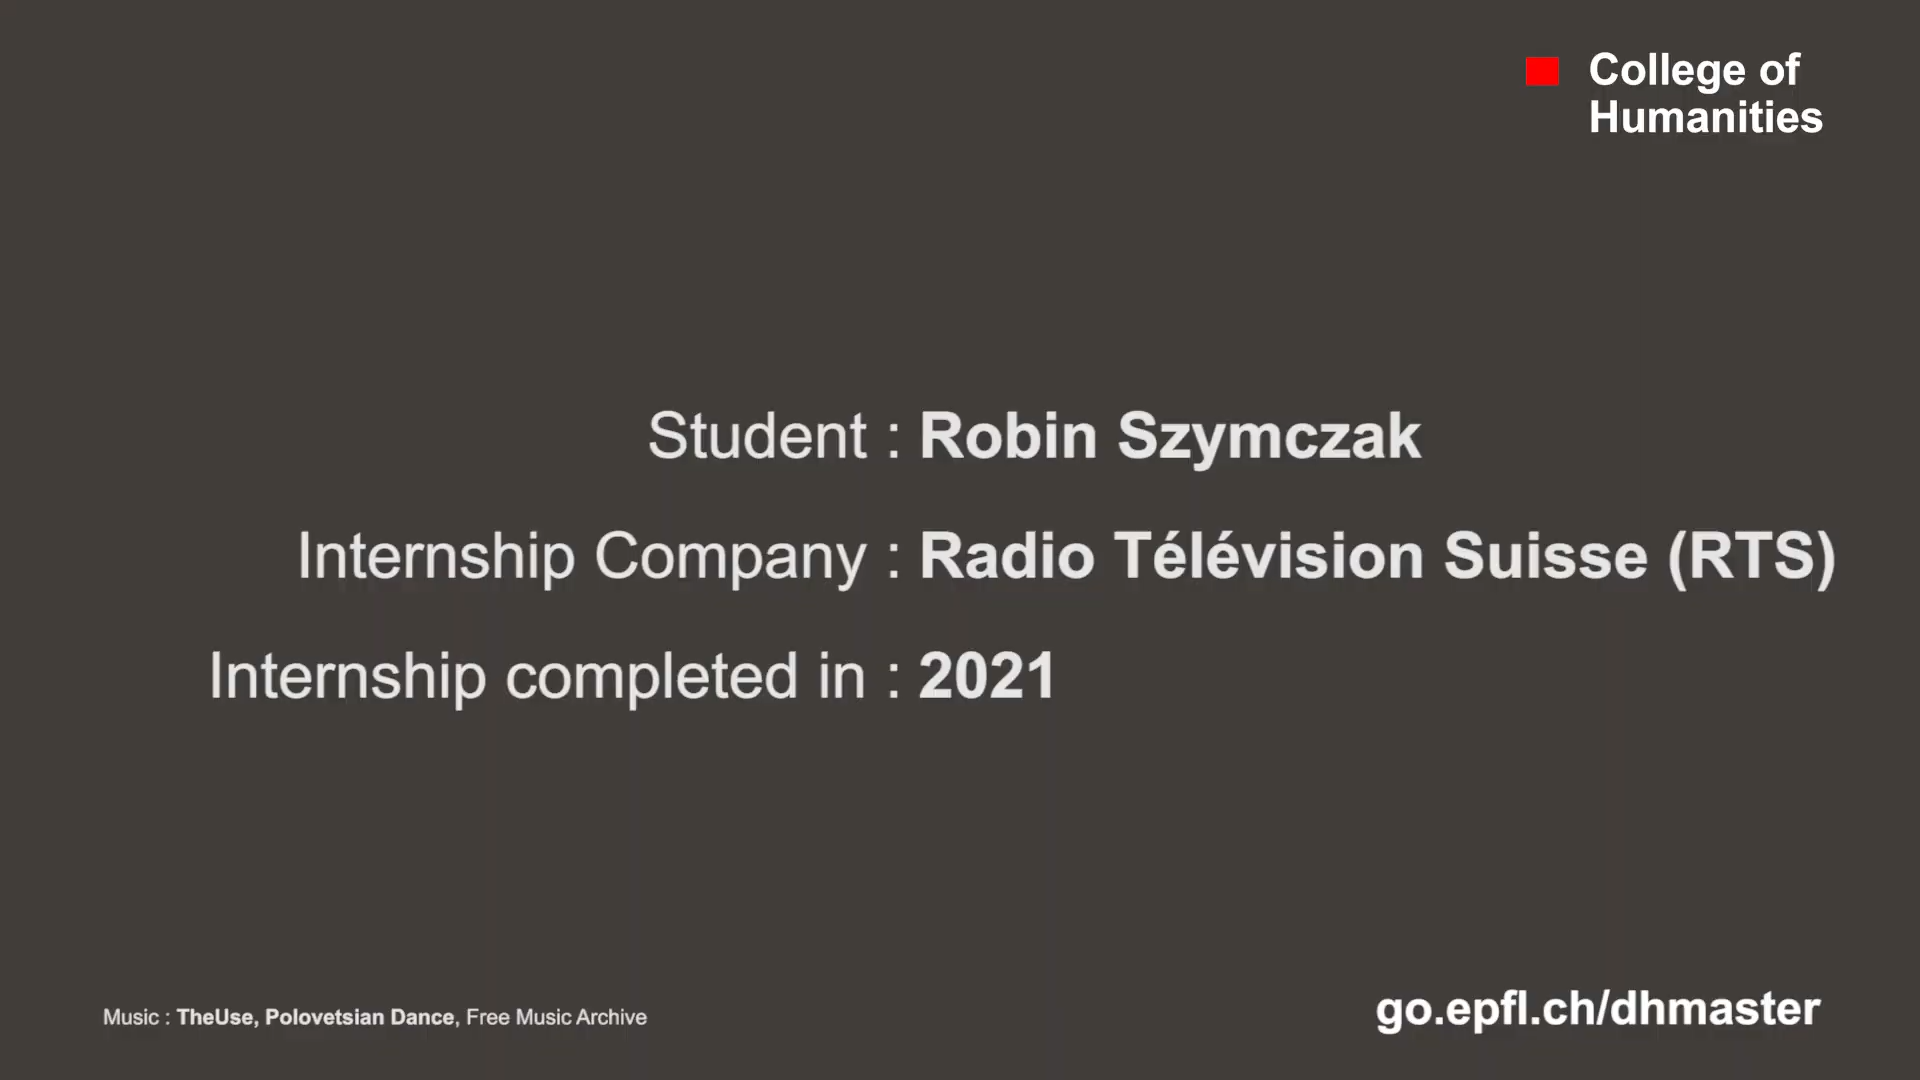 College of
Humanities
Student : Robin Szymczak
Internship Company : Radio Télévision Suisse (RTS)
Internship completed in : 2021
Music : TheUse, Polovetsian Dance, Free Music Archive
go.epfl.ch/dhmaster